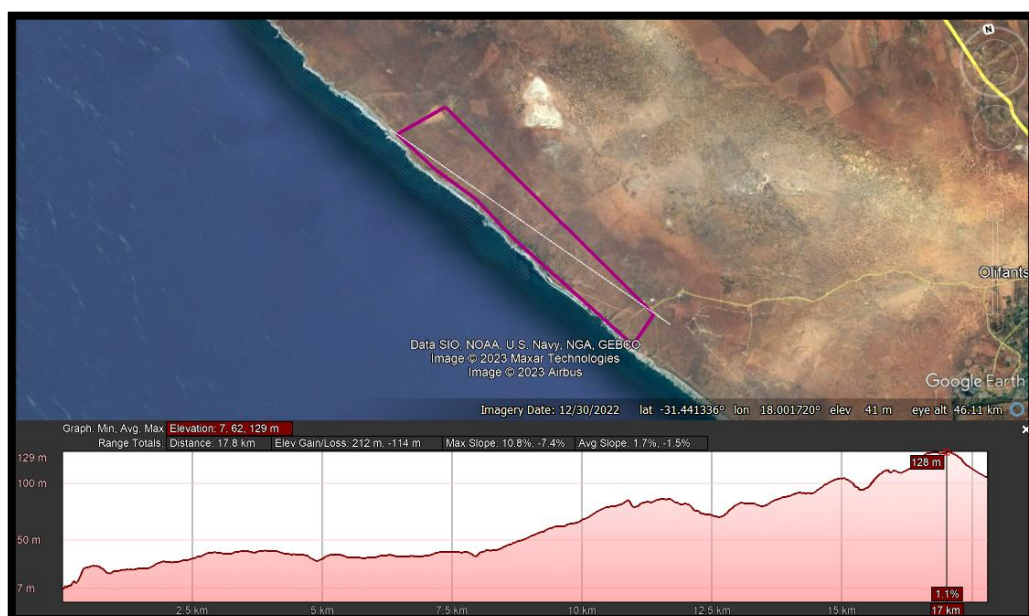 N
Olifants
Data SIO, NOAA, U.S. Navy, NGA, GEBCO
Image © 2023 Maxar Technologies
Image © 2023 Airbus
Google Earth
Imagery Date: 12/30/2022 lat -31.441336° lon 18.001720° elev 41 m eye alt 46.11 km
Graph: Min, Avg, Max Elevation: 7, 62, 129 m
Range Totals: Distance: 17.8 km Elev Gain/Loss: 212 m, -114 m Max Slope: 10.8%, -7.4% Avg Slope: 1.7%, -1.5%
129 m
128 m
100 m
50 m
7 m
1.1%
2.5 km 5 km 7.5 km 10 km 12.5 km 15 km 17 km